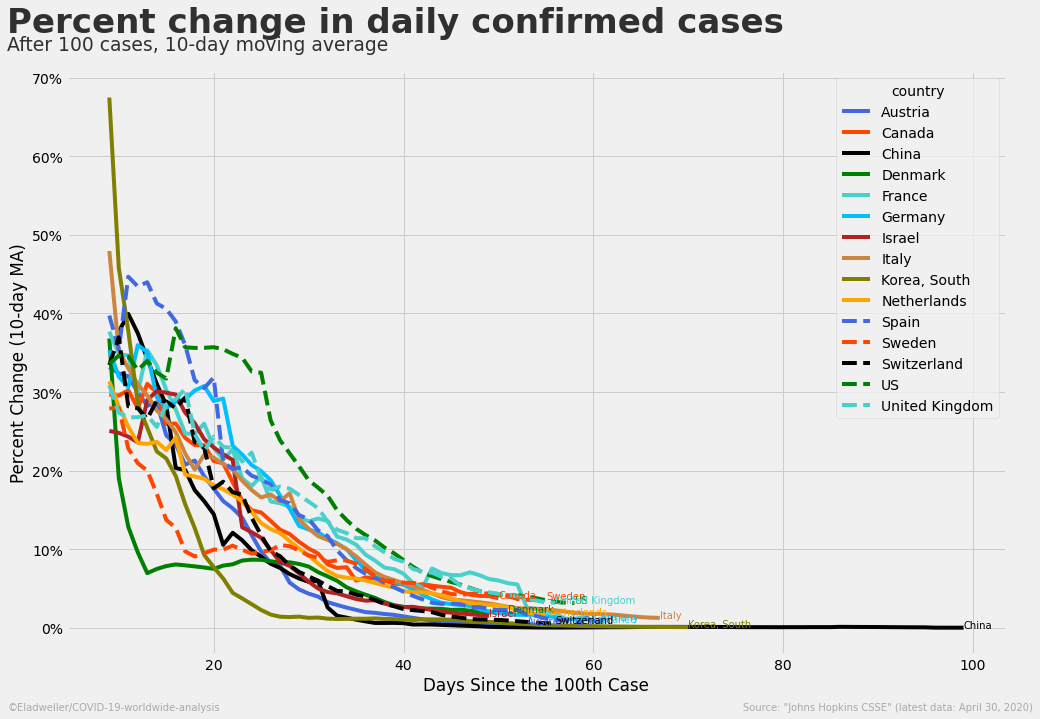 Percent change in daily confirmed cases
After 100 cases, 10-day moving average
Percent Change (10-day MA)
70%
60%
50%
40%
30%
20%
10%
0%
country
Austria
Canada
China
Denmark
France
Germany
Israel
Italy
Korea, South
Netherlands
Spain
Sweden
Switzerland
US
United Kingdom
Canada
Sweden
US
Kingdom
Denmark
Israel
Switzerland
Italy
Korea, South
China
20
40
60
80
100
Days Since the 100th Case
©Eladweller/COVID-19-worldwide-analysis
Source: "Johns Hopkins CSSE" (latest data: April 30, 2020)